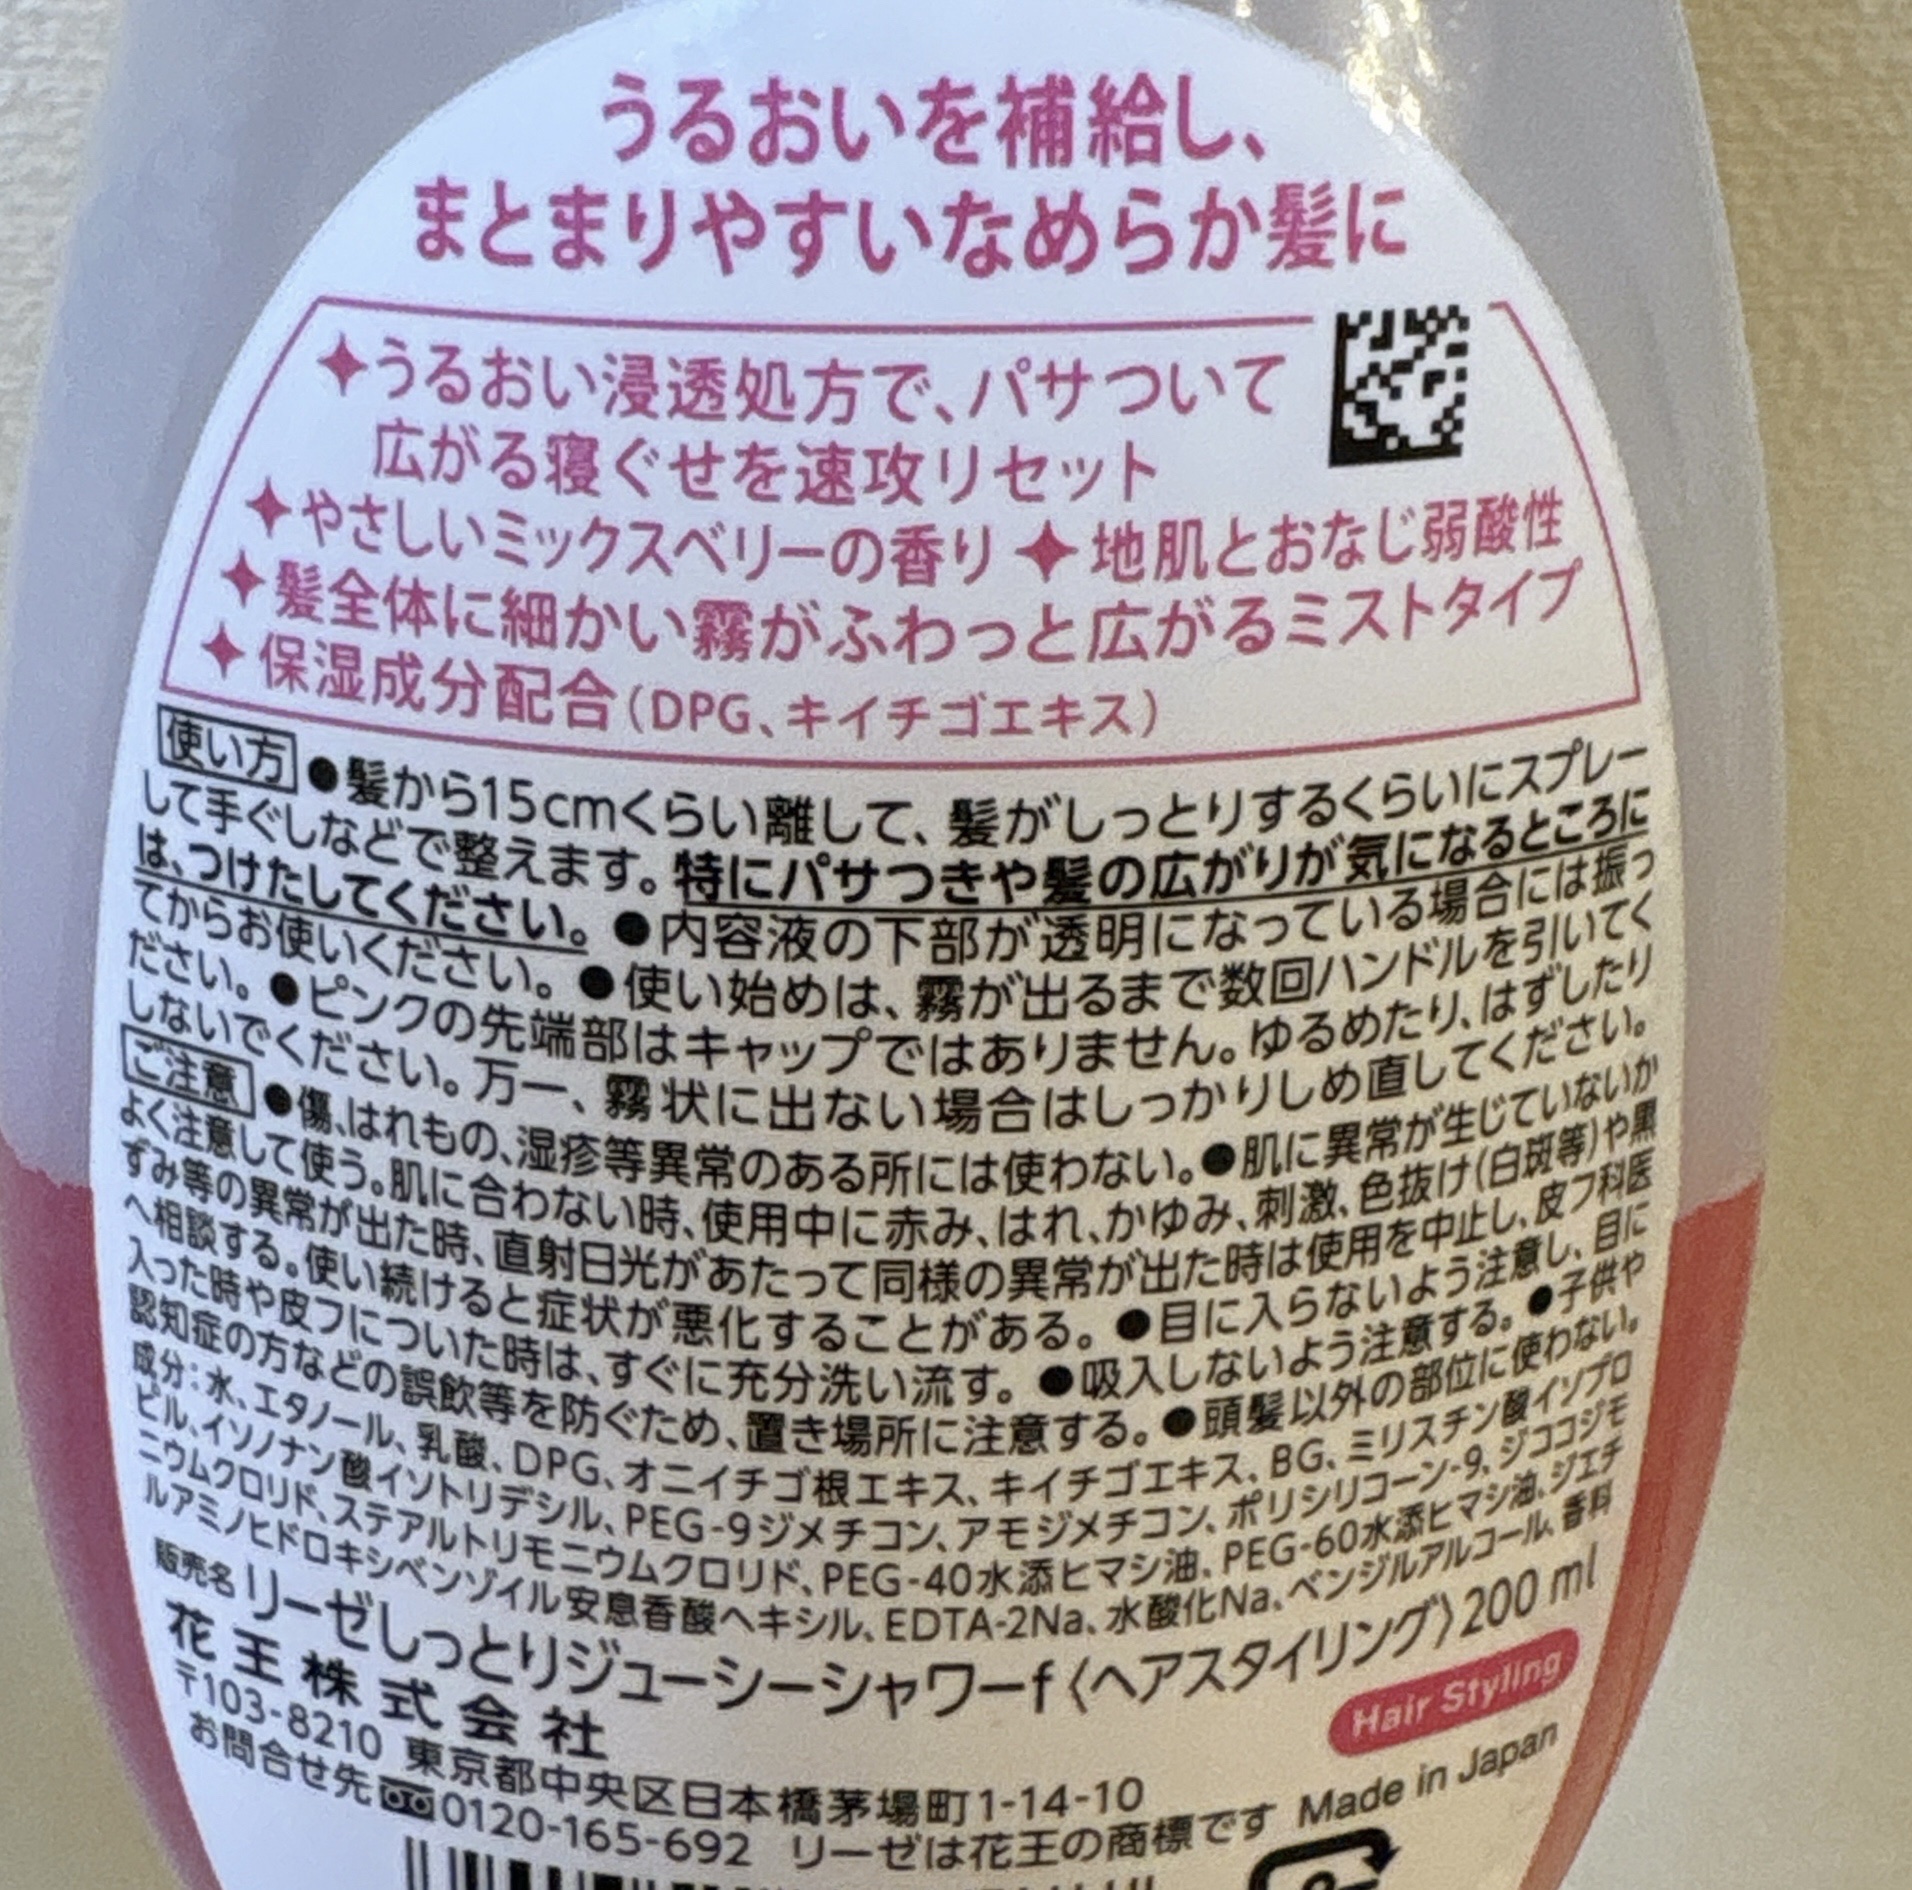 うるおいを補給し、
まとまりやすいなめらか髪に
✦うるおい浸透処方で、パサついて
広がる寝ぐせを速攻リセット
✦やさしいミックスベリーの香り ✦地肌とおなじ弱酸性
✦髪全体に細かい霧がふわっと広がるミストタイプ
✦保湿成分配合(DPG、キイチゴエキス)
使い方 ●髪から15cmくらい離して、髪がしっとりするくらいにスプレー
して手ぐしなどで整えます。特にパサつきや髪の広がりが気になるところに
は、つけたしてください。●内容液の下部が透明になっている場合には振っ
てからお使いください。●使い始めは、霧が出るまで数回ハンドルを引いてく
ださい。●ピンクの先端部はキャップではありません。ゆるめたり、はずしたり
しないでください。万一、霧状に出ない場合はしっかりしめ直してください。
ご注意 ●傷、はれもの、湿疹等異常のある所には使わない。●肌に異常が生じていないか
よく注意して使う。肌に合わない時、使用中に赤み、はれ、かゆみ、刺激、色抜け(白斑等)や黒
ずみ等の異常が出た時、直射日光があたって同様の異常が出た時は使用を中止し、皮フ科医
へ相談する。使い続けると症状が悪化することがある。●目に入らないよう注意し、目に
入った時や皮フについた時は、すぐに充分洗い流す。●吸入しないよう注意する。●子供や
認知症の方などの誤飲等を防ぐため、置き場所に注意する。●頭髪以外の部位に使わない。
成分:水、エタノール、乳酸、DPG、オニイチゴ根エキス、キイチゴエキス、BG、ミリスチン酸イソプロ
ピル、イソノナン酸イソトリデシル、PEG-9ジメチコン、アモジメチコン、ポリシリコーン-9、ジココジモ
ニウムクロリド、ステアルトリモニウムクロリド、PEG-40水添ヒマシ油、PEG-60水添ヒマシ油、ジエチ
ルアミノヒドロキシベンゾイル安息香酸ヘキシル、EDTA-2Na、水酸化Na、ベンジルアルコール、香料
販売名 リーゼしっとりジューシーシャワーf〈ヘアスタイリング〉200 ml
花王株式会社
Hair Styling
〒103-8210 東京都中央区日本橋茅場町1-14-10
お問合せ先 0120-165-692 リーゼは花王の商標です Made in Japan